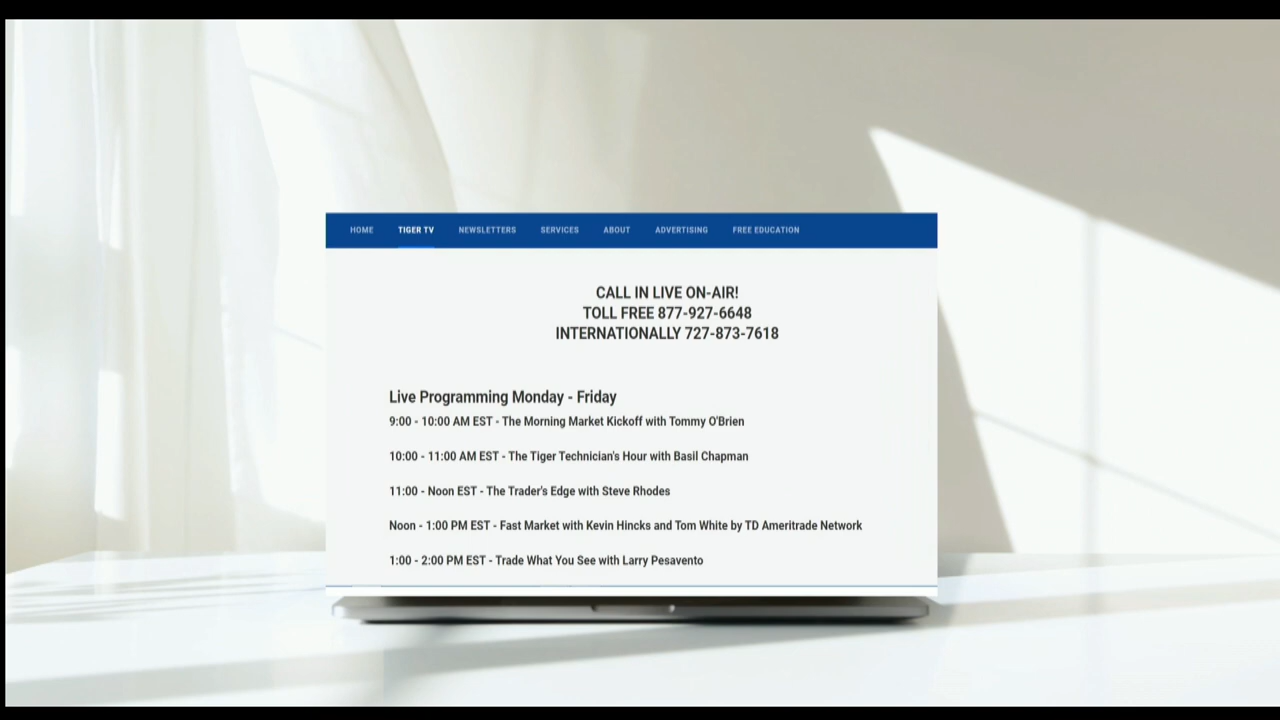 HOME TIGER TV NEWSLETTERS SERVICES ABOUT ADVERTISING FREE EDUCATION
CALL IN LIVE ON-AIR!
TOLL FREE 877-927-6648
INTERNATIONALLY 727-873-7618
Live Programming Monday - Friday
9:00 - 10:00 AM EST - The Morning Market Kickoff with Tommy O'Brien
10:00 - 11:00 AM EST - The Tiger Technician's Hour with Basil Chapman
11:00 - Noon EST - The Trader's Edge with Steve Rhodes
Noon - 1:00 PM EST - Fast Market with Kevin Hincks and Tom White by TD Ameritrade Network
1:00 - 2:00 PM EST - Trade What You See with Larry Pesavento